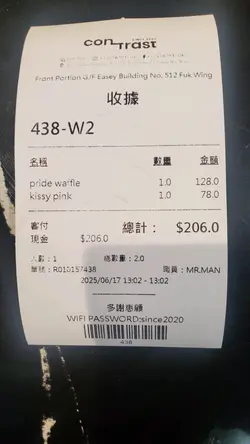 contrast
Front Portion G/F Easey Building No, 512 Fuk Wing
收據
438-W2
名稱 數量 金額
pride waffle 1.0 128.0
kissy pink 1.0 78.0
客付 總計： $206.0
現金 $206.0
人數：1 總數量：2.0
單號：R010157438 職員：MR.MAN
2025/06/17 13:02 - 13:02
多謝惠顧
WIFI PASSWORD:since2020
438